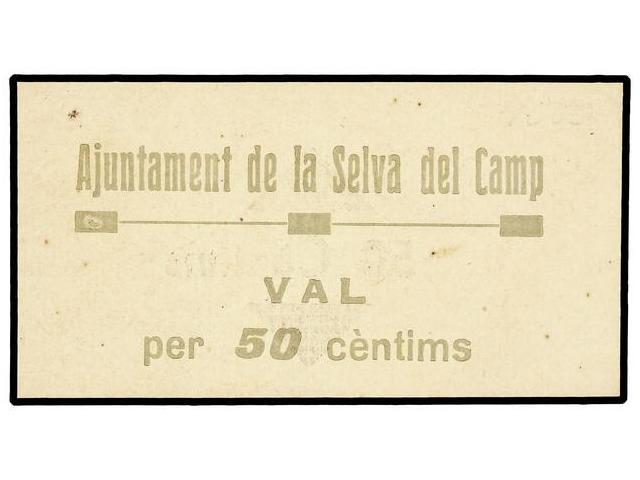 Ajuntament de la Selva del Camp
VAL
per 50 cèntims